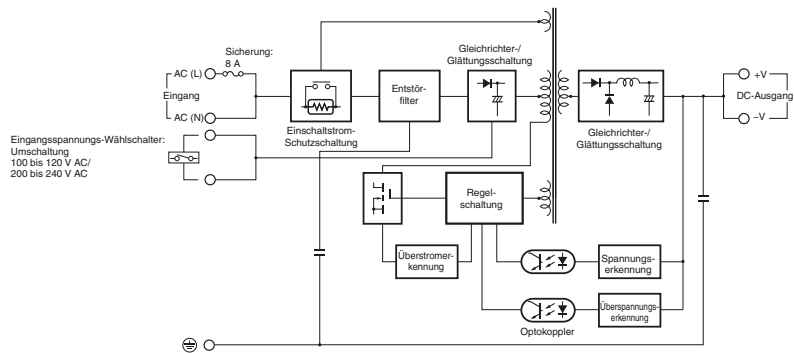 Sicherung:
8 A
AC (L)
Eingang
AC (N)
Eingangsspannungs-Wählschalter:
Umschaltung
100 bis 120 V AC/
200 bis 240 V AC
Einschaltstrom-
Schutzschaltung
Entstör-
filter
Gleichrichter-/
Glättungsschaltung
Gleichrichter-/
Glättungsschaltung
+V
DC-Ausgang
–V
Regel-
schaltung
Überstromer-
kennung
Spannungs-
erkennung
Überspannungs-
erkennung
Optokoppler